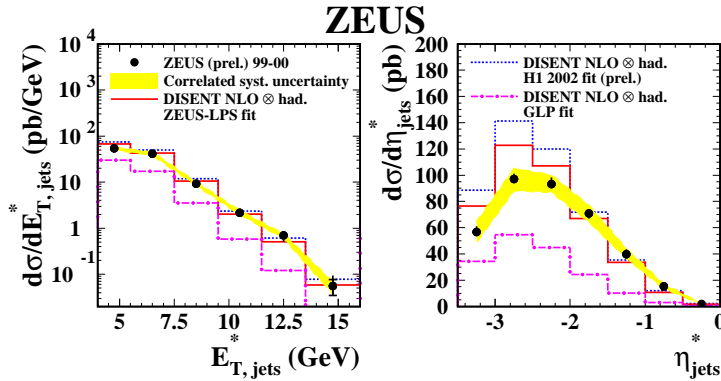 ZEUS
dσ/dE*T, jets (pb/GeV)
10^4
10^3
10^2
10
1
10^-1
ZEUS (prel.) 99-00
Correlated syst. uncertainty
DISENT NLO ⊗ had.
ZEUS-LPS fit
5 7.5 10 12.5 15
E*T, jets (GeV)
dσ/dη*jets (pb)
200
180
160
140
120
100
80
60
40
20
0
DISENT NLO ⊗ had.
H1 2002 fit (prel.)
DISENT NLO ⊗ had.
GLP fit
-3 -2 -1 0
η*jets